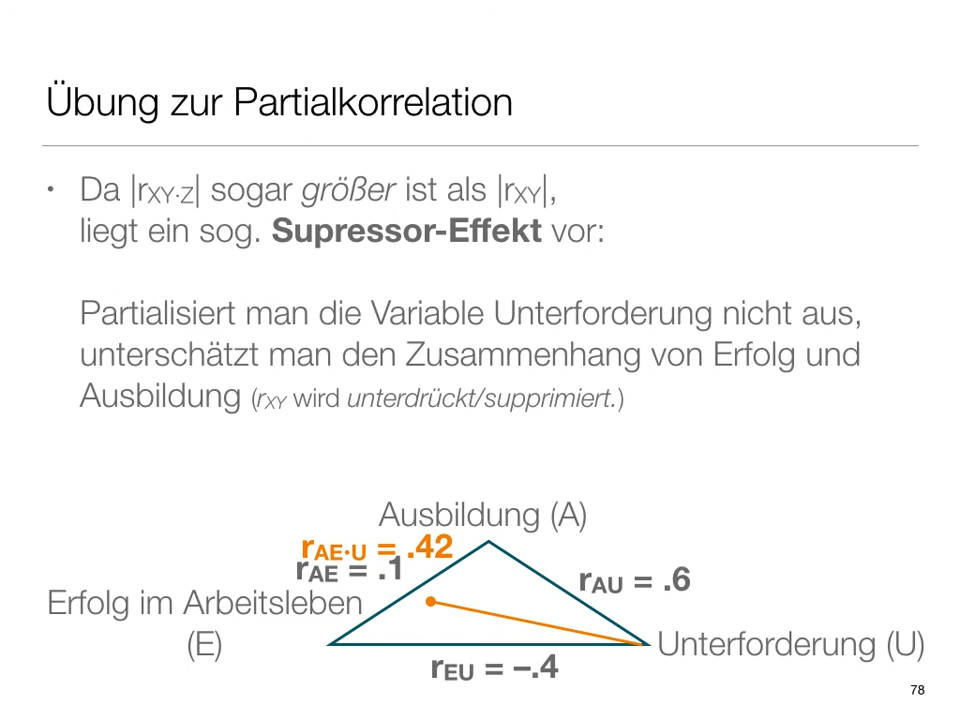 Übung zur Partialkorrelation
• Da |rXY·Z| sogar größer ist als |rXY|,
liegt ein sog. Supressor-Effekt vor:
Partialisiert man die Variable Unterforderung nicht aus,
unterschätzt man den Zusammenhang von Erfolg und
Ausbildung (rXY wird unterdrückt/supprimiert.)
Ausbildung (A)
rAE·U = .42
rAE = .1
rAU = .6
Erfolg im Arbeitsleben
(E)
Unterforderung (U)
rEU = –.4
78